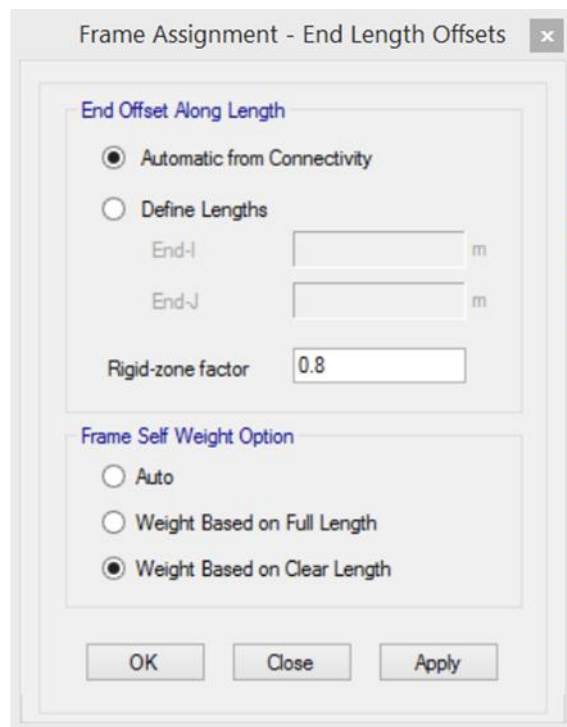 Frame Assignment - End Length Offsets
End Offset Along Length
Automatic from Connectivity
Define Lengths
End-I m
End-J m
Rigid-zone factor 0.8
Frame Self Weight Option
Auto
Weight Based on Full Length
Weight Based on Clear Length
OK Close Apply